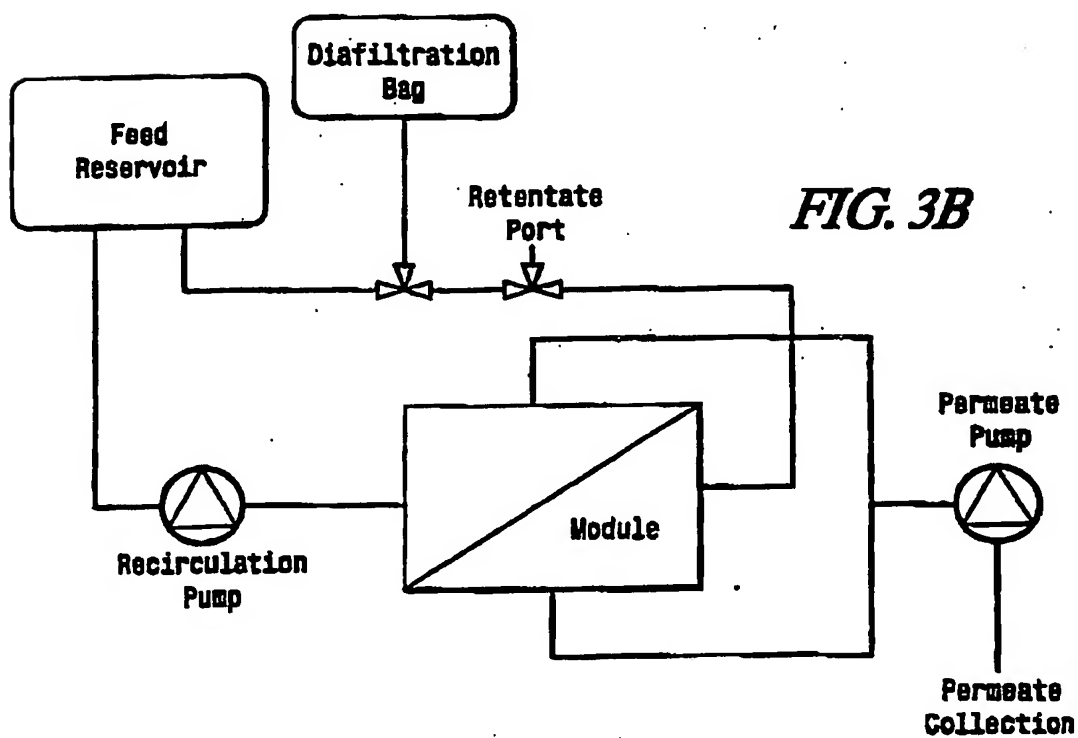 Diafiltration
Bag
Feed
Reservoir
Retentate
Port
FIG. 3B
Permeate
Pump
Module
Recirculation
Pump
Permeate
Collection